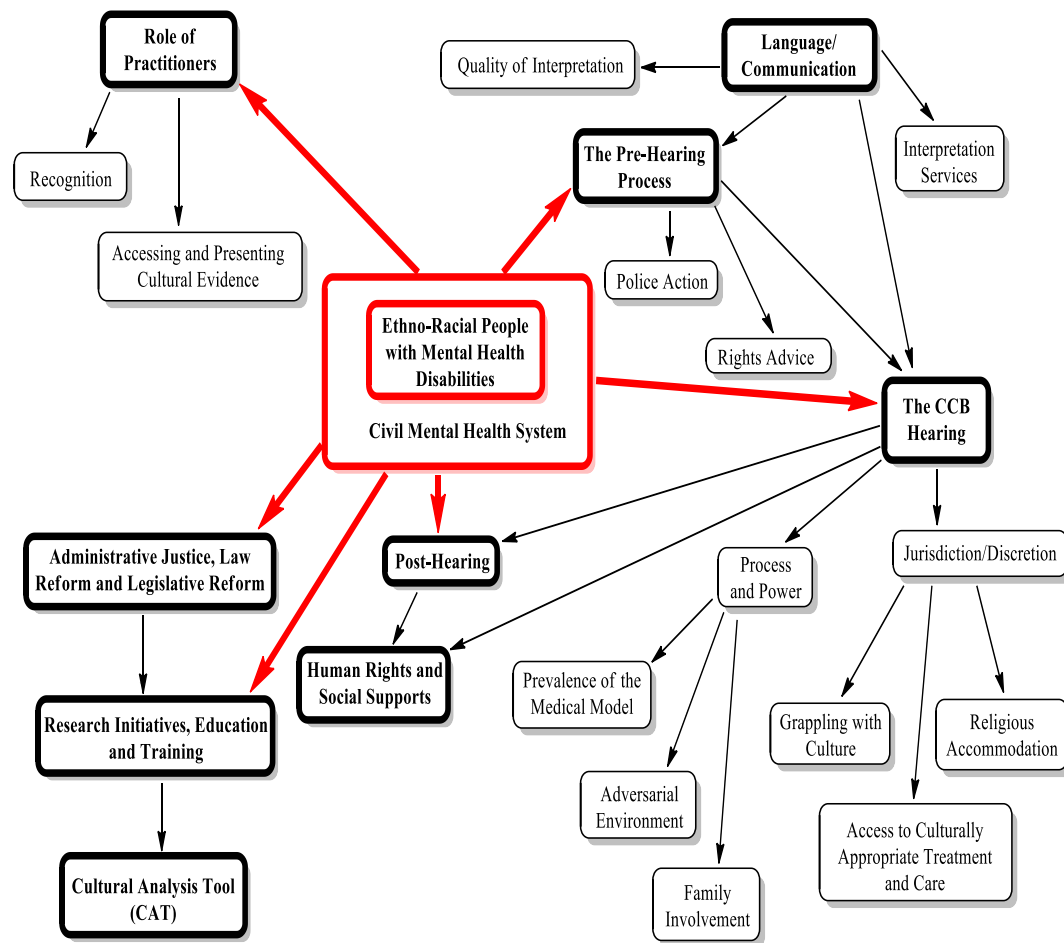 Role of
Practitioners
Language/
Communication
Quality of Interpretation
Recognition
The Pre-Hearing
Process
Interpretation
Services
Accessing and Presenting
Cultural Evidence
Police Action
Rights Advice
Ethno-Racial People
with Mental Health
Disabilities
Civil Mental Health System
The CCB
Hearing
Administrative Justice, Law
Reform and Legislative Reform
Post-Hearing
Process
and Power
Jurisdiction/Discretion
Human Rights and
Social Supports
Prevalence of the
Medical Model
Research Initiatives, Education
and Training
Grappling with
Culture
Religious
Accommodation
Adversarial
Environment
Access to Culturally
Appropriate Treatment
and Care
Cultural Analysis Tool
(CAT)
Family
Involvement